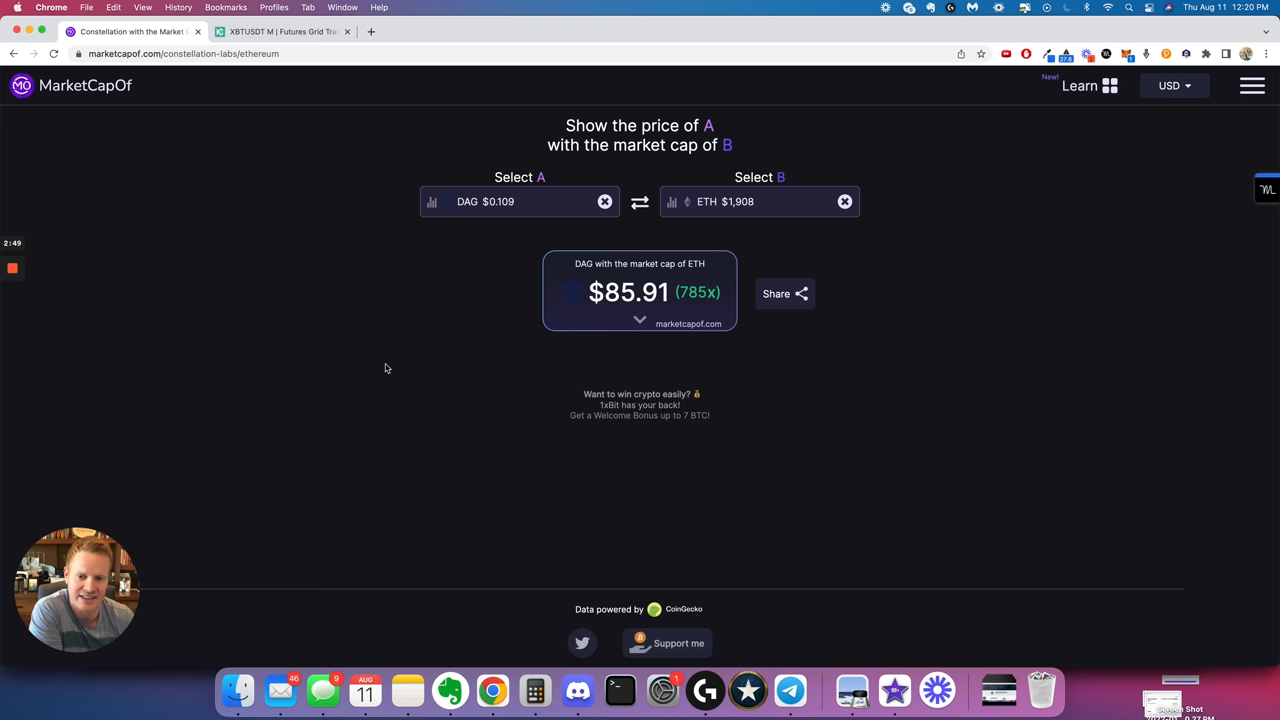 Chrome File Edit View History Bookmarks Profiles Tab Window Help
Thu Aug 11 12:20 PM
Constellation with the Market C
XBTUSDT M | Futures Grid Tra
marketcapof.com/constellation-labs/ethereum
27.6
MarketCapOf
New!
Learn
USD
Show the price of A
with the market cap of B
Select A
Select B
DAG $0.109
ETH $1,908
2:49
DAG with the market cap of ETH
$85.91 (785x)
marketcapof.com
Share
Want to win crypto easily? 💰
1xBit has your back!
Get a Welcome Bonus up to 7 BTC!
Data powered by CoinGecko
Support me
46
9
AUG
11
1